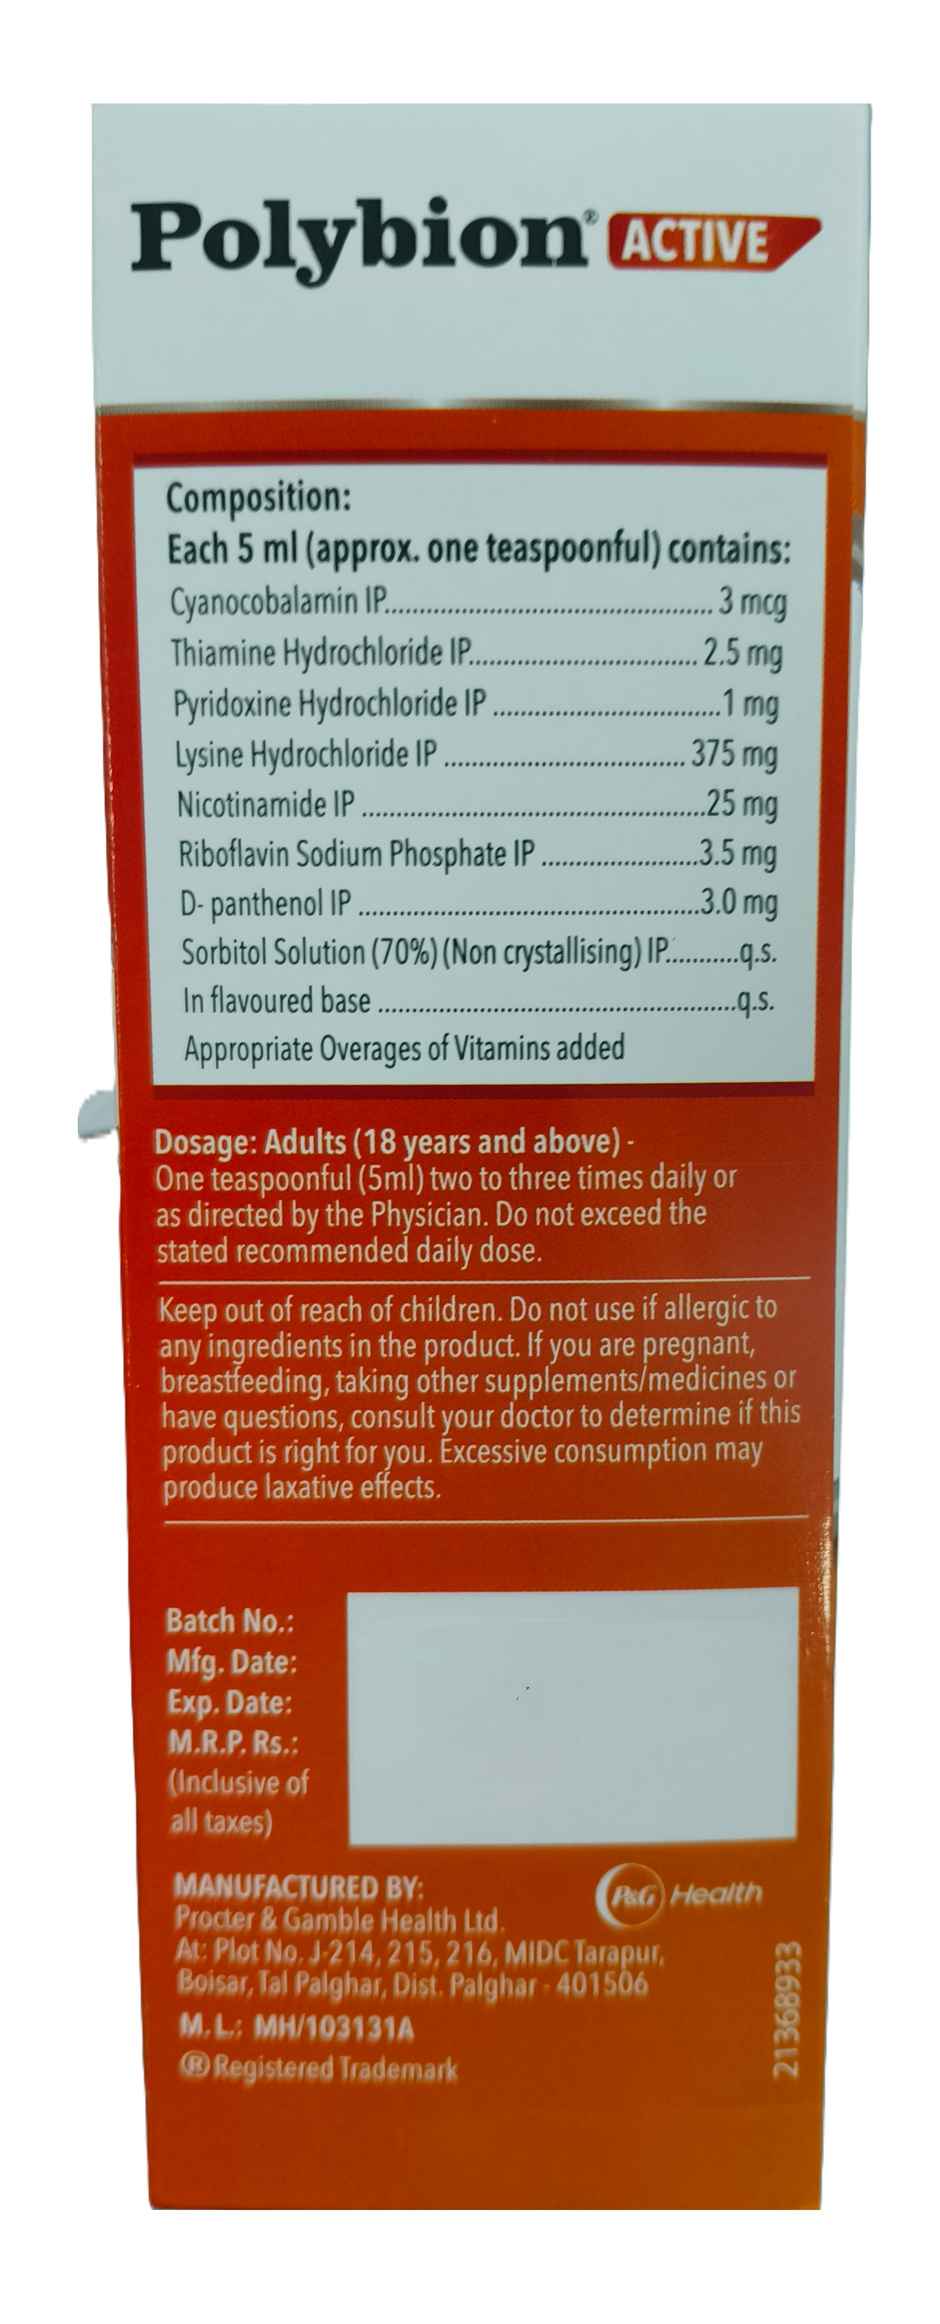 Polybion® ACTIVE
Composition:
Each 5 ml (approx. one teaspoonful) contains:
Cyanocobalamin IP................................................ 3 mcg
Thiamine Hydrochloride IP................................. 2.5 mg
Pyridoxine Hydrochloride IP .................................1 mg
Lysine Hydrochloride IP ................................... 375 mg
Nicotinamide IP ..................................................25 mg
Riboflavin Sodium Phosphate IP .......................3.5 mg
D- panthenol IP ..................................................3.0 mg
Sorbitol Solution (70%) (Non crystallising) IP...........q.s.
In flavoured base ....................................................q.s.
Appropriate Overages of Vitamins added
Dosage: Adults (18 years and above) -
One teaspoonful (5ml) two to three times daily or
as directed by the Physician. Do not exceed the
stated recommended daily dose.
Keep out of reach of children. Do not use if allergic to
any ingredients in the product. If you are pregnant,
breastfeeding, taking other supplements/medicines or
have questions, consult your doctor to determine if this
product is right for you. Excessive consumption may
produce laxative effects.
Batch No.:
Mfg. Date:
Exp. Date:
M.R.P. Rs.:
(Inclusive of
all taxes)
MANUFACTURED BY:
P&G Health
Procter & Gamble Health Ltd.
At: Plot No. J-214, 215, 216, MIDC Tarapur,
Boisar, Tal Palghar, Dist. Palghar - 401506
M.L.: MH/103131A
® Registered Trademark
21368933